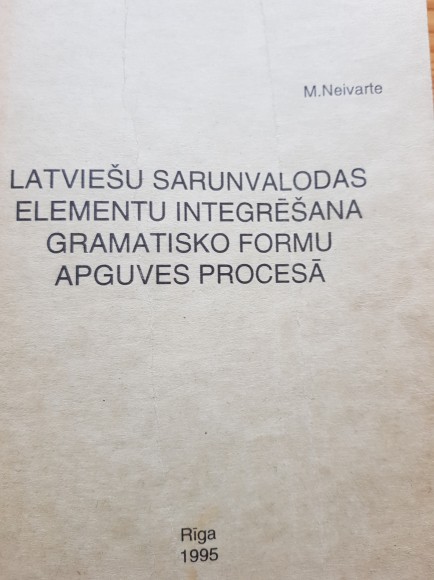 M.Neivarte
LATVIEŠU SARUNVALODAS
ELEMENTU INTEGRĒŠANA
GRAMATISKO FORMU
APGUVES PROCESĀ
Rīga
1995